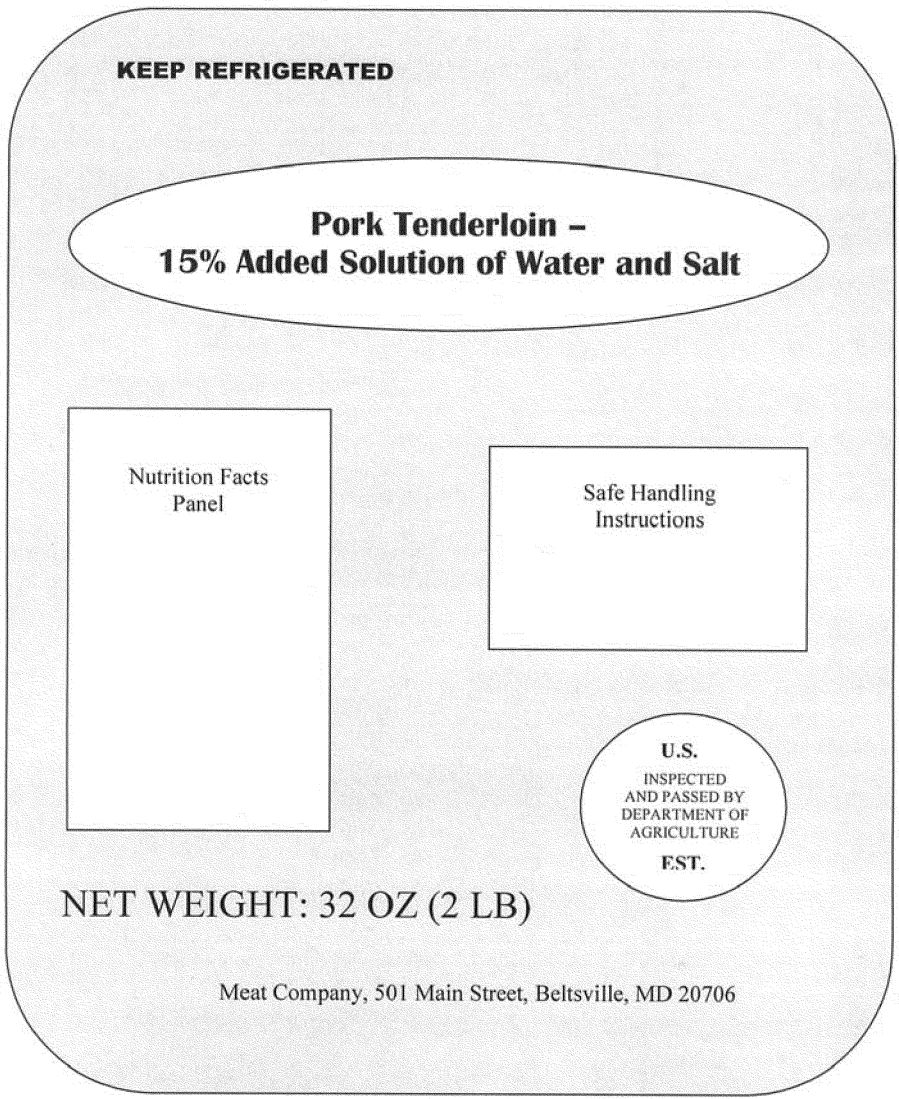 KEEP REFRIGERATED
Pork Tenderloin –
15% Added Solution of Water and Salt
Nutrition Facts
Panel
Safe Handling
Instructions
U.S.
INSPECTED
AND PASSED BY
DEPARTMENT OF
AGRICULTURE
EST.
NET WEIGHT: 32 OZ (2 LB)
Meat Company, 501 Main Street, Beltsville, MD 20706